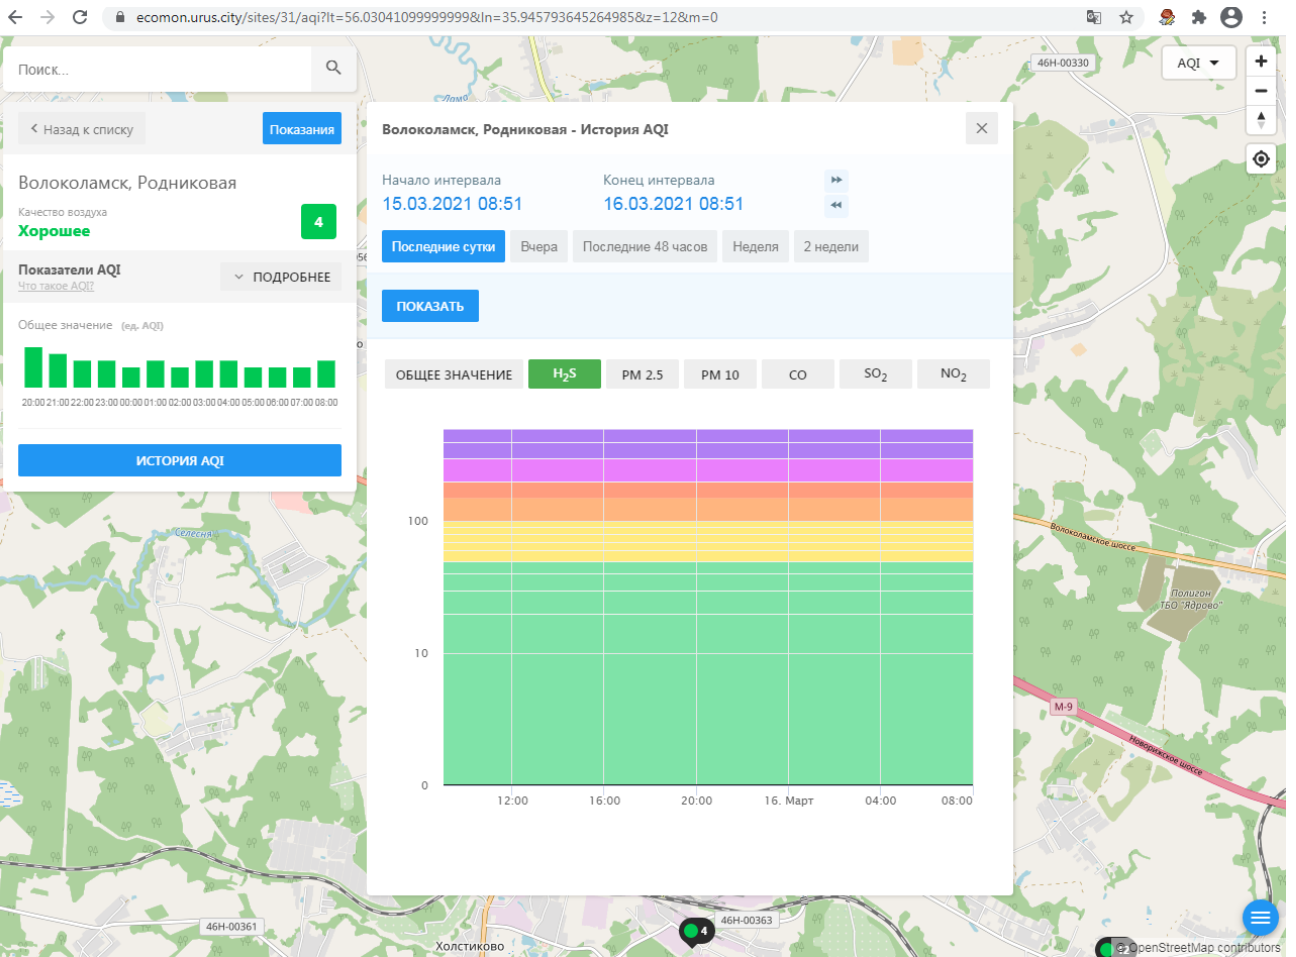 ecomon.urus.city/sites/31/aqi?lt=56.03041099999999&ln=35.945793645264985&z=12&m=0
Поиск...
Назад к списку
Показания
Волоколамск, Родниковая
Качество воздуха
Хорошее
4
Показатели AQI
Что такое AQI?
ПОДРОБНЕЕ
Общее значение (ед. AQI)
20:00 21:00 22:00 23:00 00:00 01:00 02:00 03:00 04:00 05:00 06:00 07:00 08:00
ИСТОРИЯ AQI
Волоколамск, Родниковая - История AQI
Начало интервала
Конец интервала
15.03.2021 08:51
16.03.2021 08:51
Последние сутки
Вчера
Последние 48 часов
Неделя
2 недели
ПОКАЗАТЬ
ОБЩЕЕ ЗНАЧЕНИЕ
H₂S
PM 2.5
PM 10
CO
SO₂
NO₂
100
10
0
12:00 16:00 20:00 16. Март 04:00 08:00
AQI
46Н-00330
Лама
Селесня
Волоколамское шоссе
Полигон
ТБО "Ядрово"
М-9
Новорижское шоссе
46Н-00361
46Н-00363
Холстиково
4
12
OpenStreetMap contributors